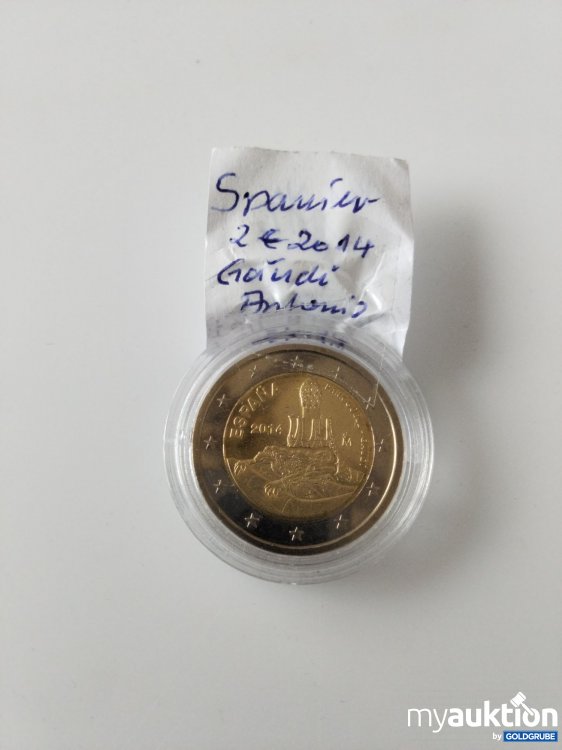 Spanien
2 € 2014
Gaudi
Antonio
ESPAÑA
2014
M
myauktion
by GOLDGRUBE